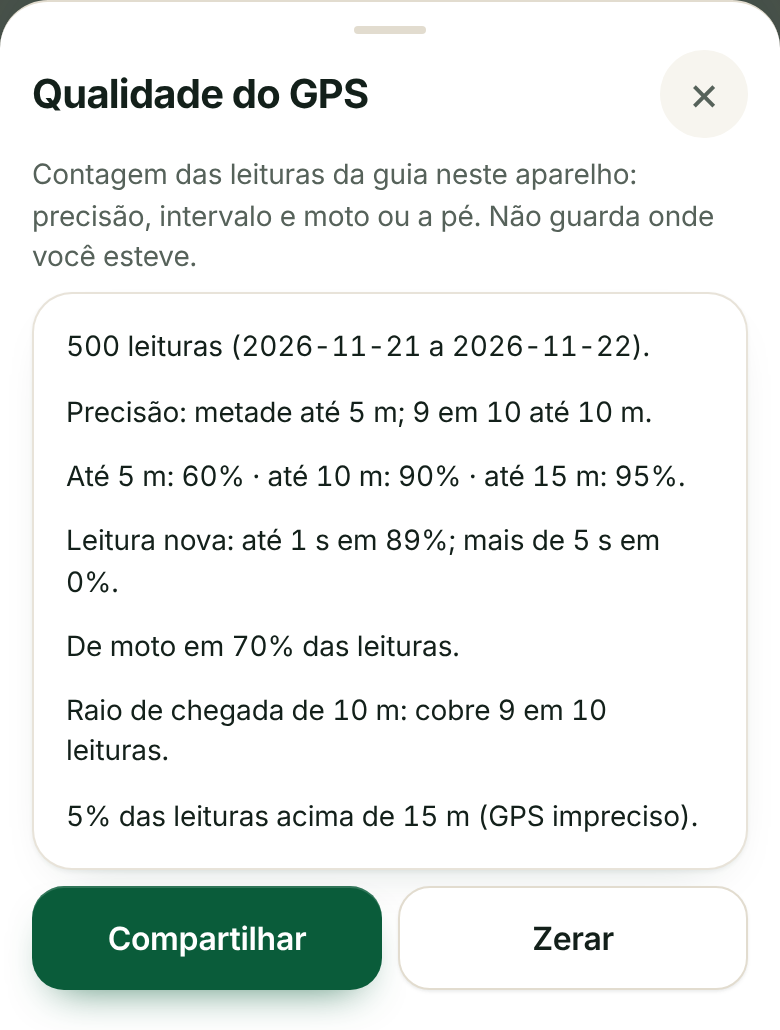 Qualidade do GPS
Contagem das leituras da guia neste aparelho:
precisão, intervalo e moto ou a pé. Não guarda onde
você esteve.
500 leituras (2026-11-21 a 2026-11-22).
Precisão: metade até 5 m; 9 em 10 até 10 m.
Até 5 m: 60% · até 10 m: 90% · até 15 m: 95%.
Leitura nova: até 1 s em 89%; mais de 5 s em
0%.
De moto em 70% das leituras.
Raio de chegada de 10 m: cobre 9 em 10
leituras.
5% das leituras acima de 15 m (GPS impreciso).
Compartilhar
Zerar